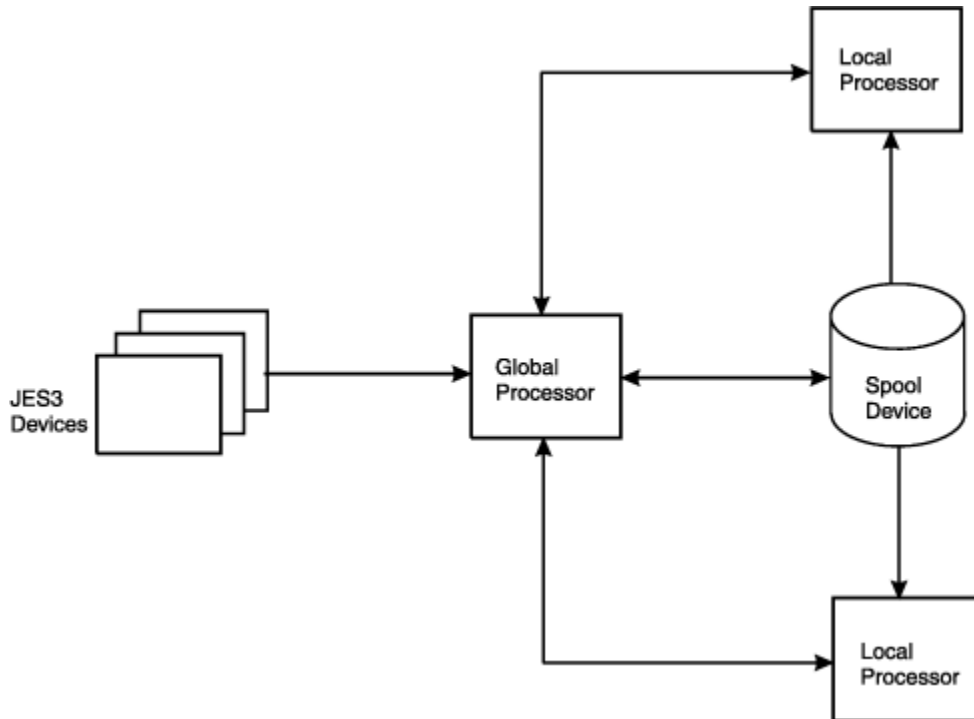 Local
Processor
JES3
Devices
Global
Processor
Spool
Device
Local
Processor